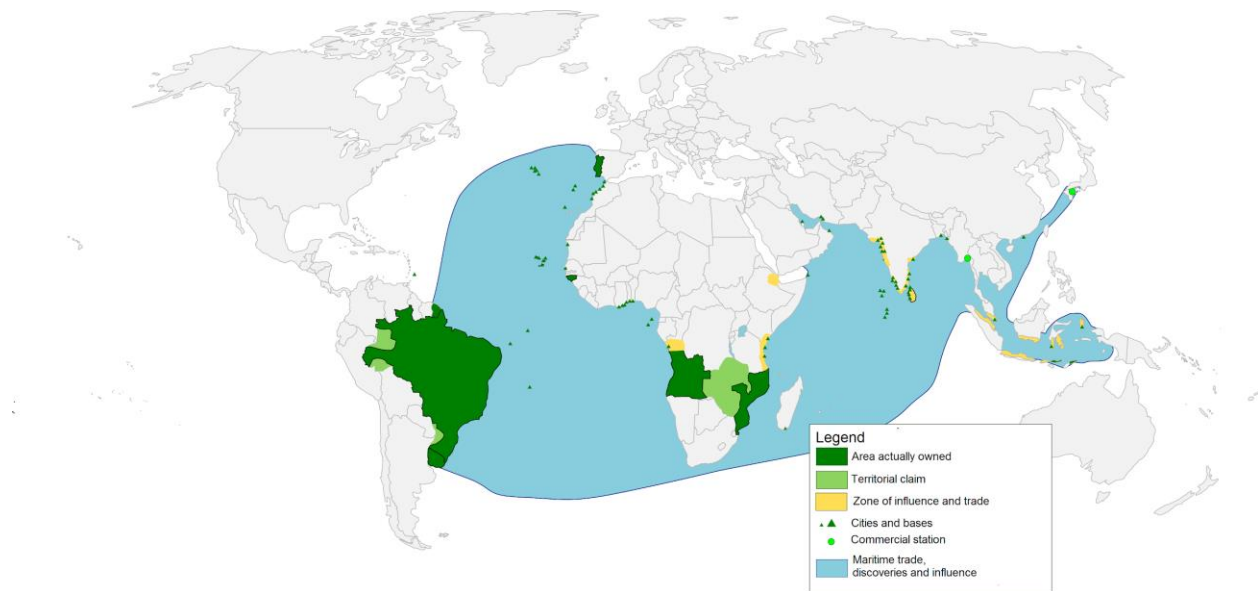 Legend
Area actually owned
Territorial claim
Zone of influence and trade
Cities and bases
Commercial station
Maritime trade,
discoveries and influence